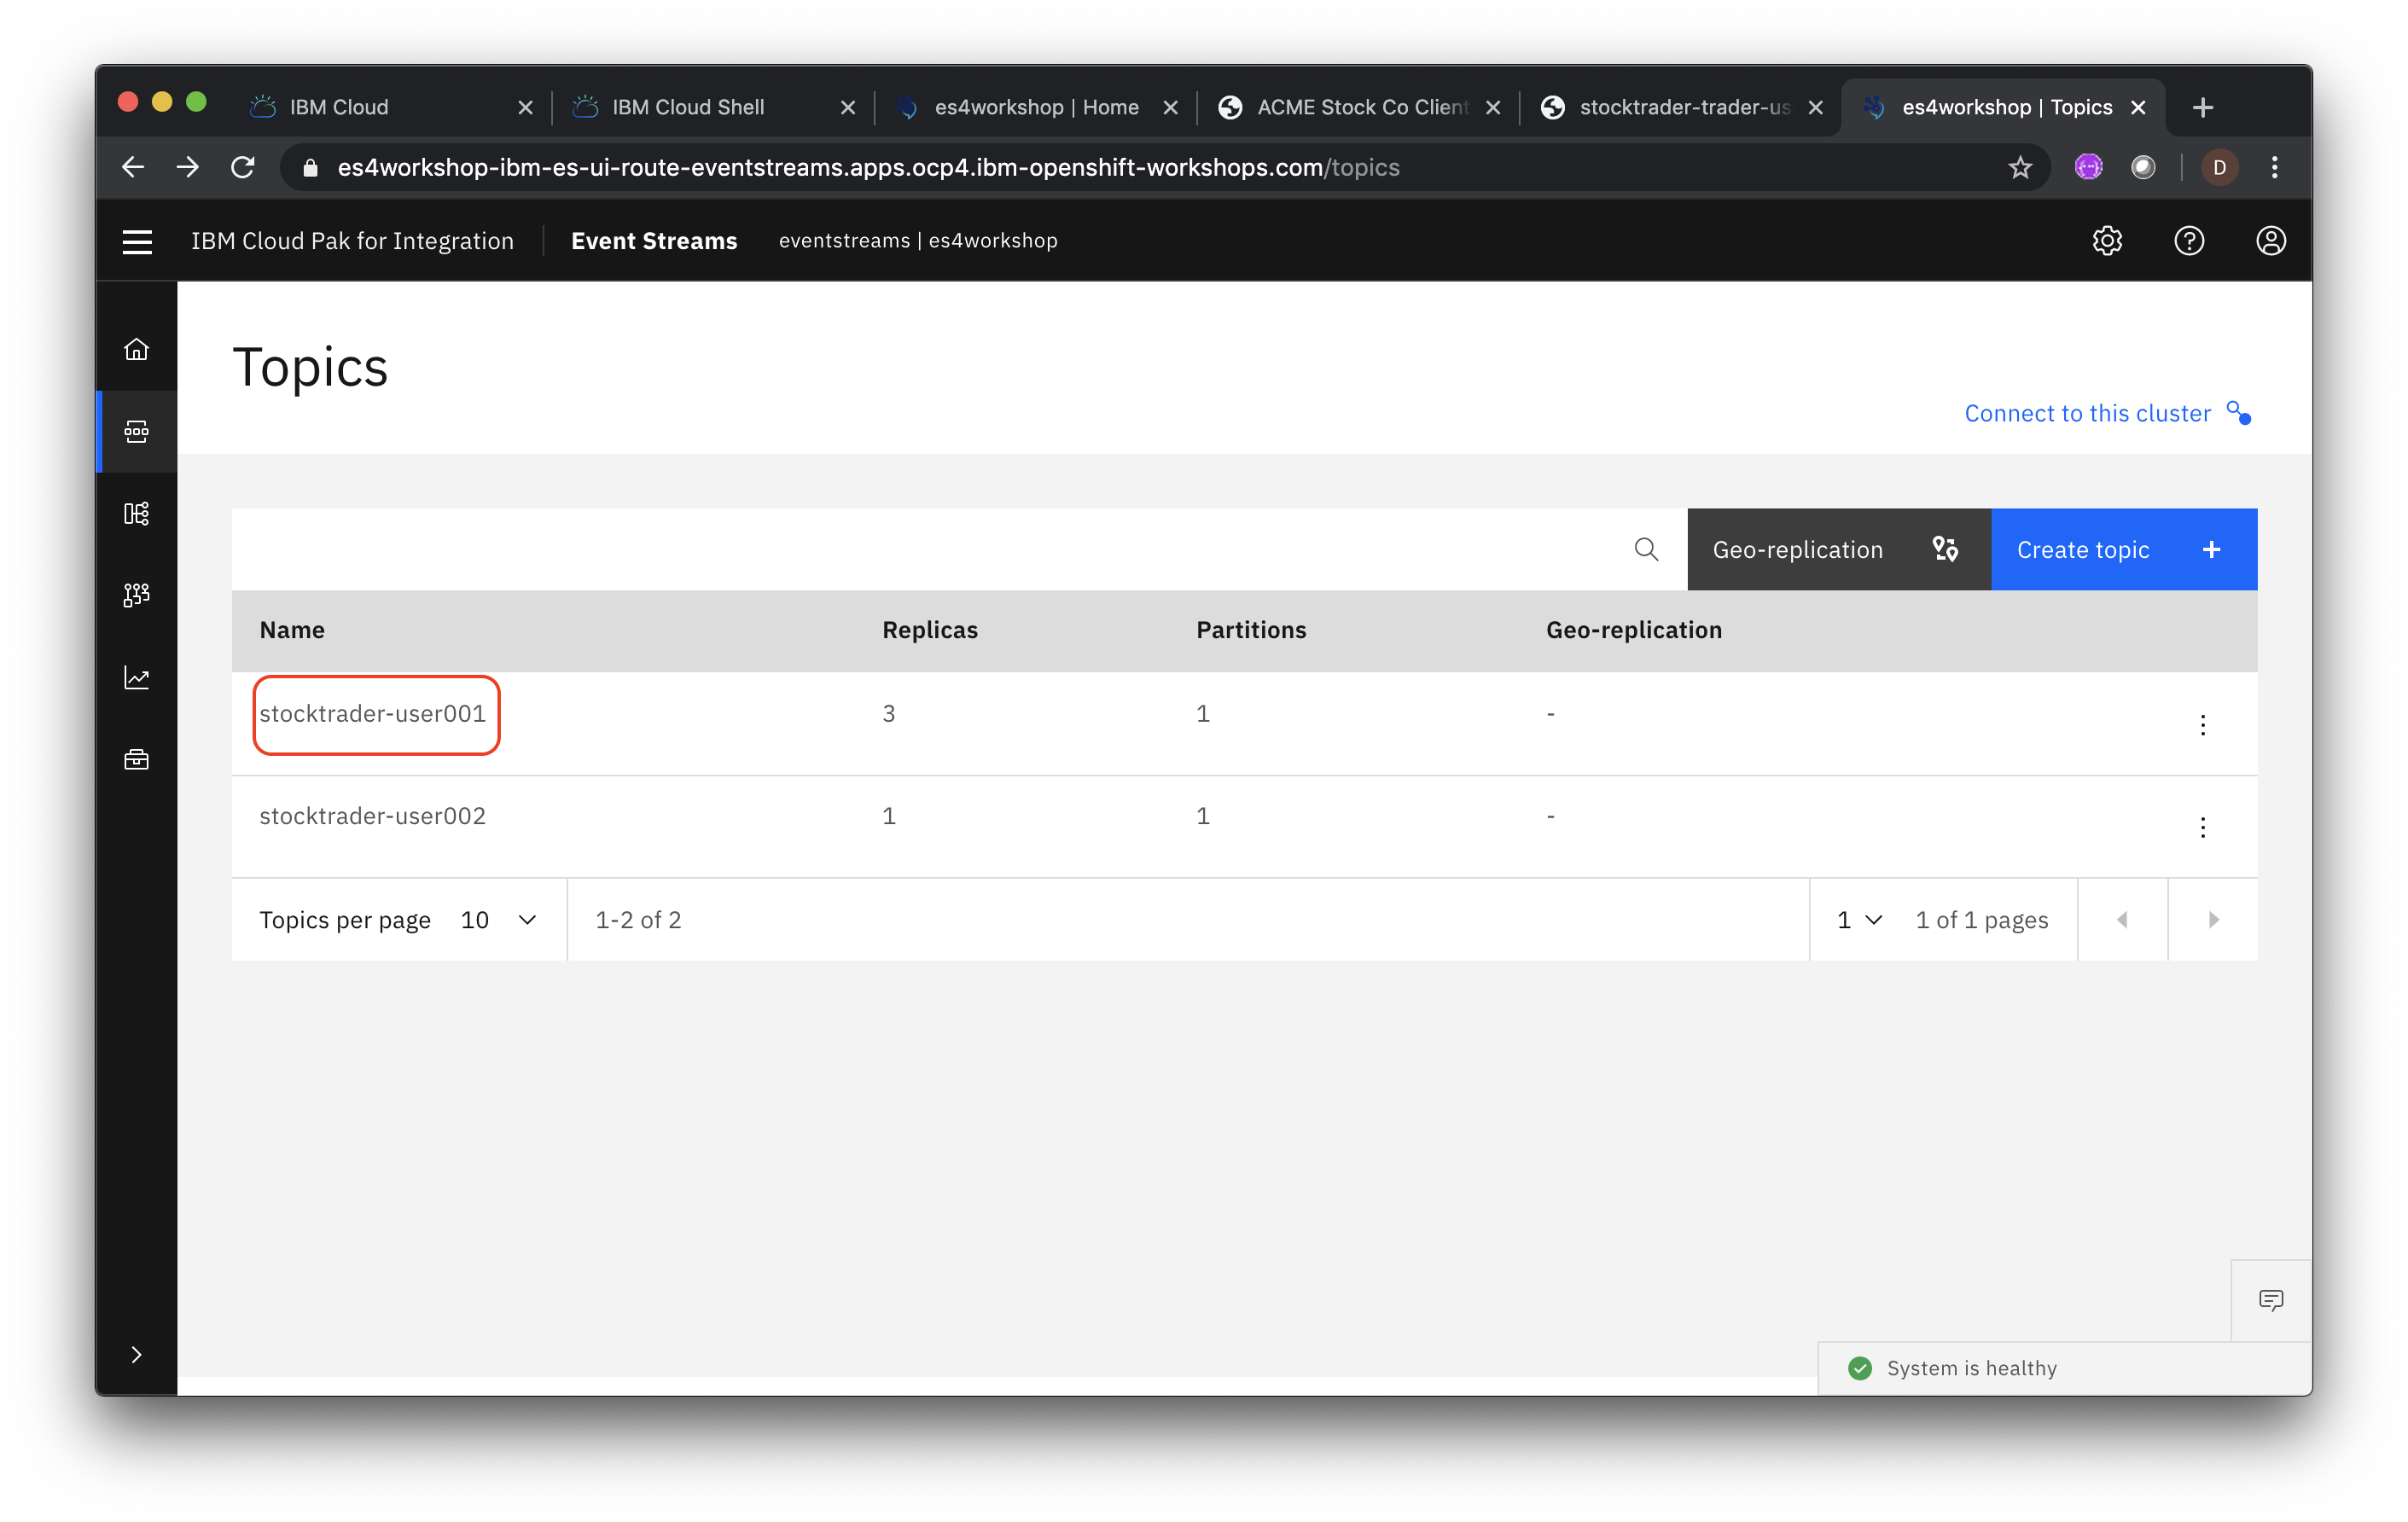 IBM Cloud
IBM Cloud Shell
es4workshop | Home
ACME Stock Co Client
stocktrader-trader-us
es4workshop | Topics
es4workshop-ibm-es-ui-route-eventstreams.apps.ocp4.ibm-openshift-workshops.com/topics
D
IBM Cloud Pak for Integration
Event Streams
eventstreams | es4workshop
Topics
Connect to this cluster
Geo-replication
Create topic
Name Replicas Partitions Geo-replication
stocktrader-user001 3 1 -
stocktrader-user002 1 1 -
Topics per page 10 1-2 of 2 1 1 of 1 pages
System is healthy